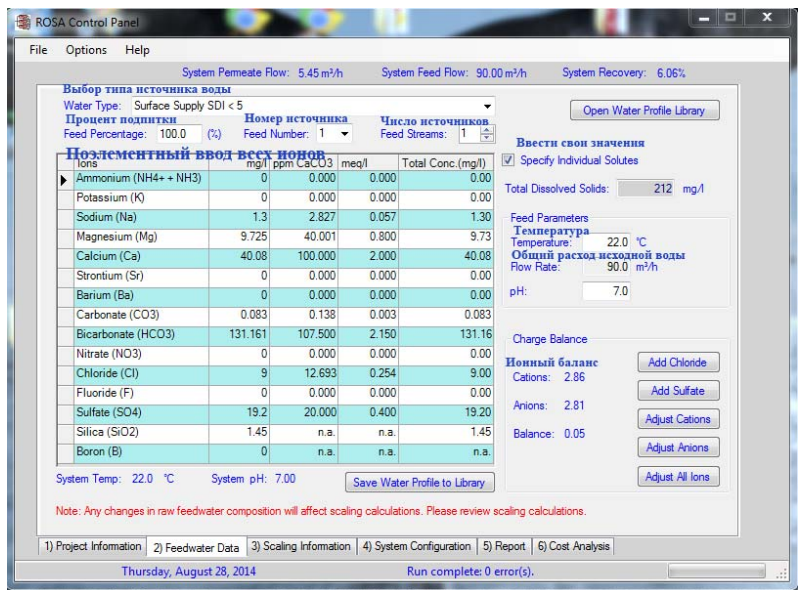 ROSA Control Panel
File Options Help
System Permeate Flow: 5.45 m³/h System Feed Flow: 90.00 m³/h System Recovery: 6.06%
Выбор типа источника воды
Water Type: Surface Supply SDI < 5
Open Water Profile Library
Процент подпитки Номер источника Число источников
Feed Percentage: 100.0 (%) Feed Number: 1 Feed Streams: 1
Ввести свои значения
Specify Individual Solutes
Поэлементный ввод всех ионов
Ions mg/l ppm CaCO3 meq/l Total Conc.(mg/l)
Ammonium (NH4+ + NH3) 0 0.000 0.000 0.00
Potassium (K) 0 0.000 0.000 0.00
Sodium (Na) 1.3 2.827 0.057 1.30
Magnesium (Mg) 9.725 40.001 0.800 9.73
Calcium (Ca) 40.08 100.000 2.000 40.08
Strontium (Sr) 0 0.000 0.000 0.00
Barium (Ba) 0 0.000 0.000 0.00
Carbonate (CO3) 0.083 0.138 0.003 0.083
Bicarbonate (HCO3) 131.161 107.500 2.150 131.16
Nitrate (NO3) 0 0.000 0.000 0.00
Chloride (Cl) 9 12.693 0.254 9.00
Fluoride (F) 0 0.000 0.000 0.00
Sulfate (SO4) 19.2 20.000 0.400 19.20
Silica (SiO2) 1.45 n.a. n.a. 1.45
Boron (B) 0 n.a. n.a. n.a.
Total Dissolved Solids: 212 mg/l
Feed Parameters
Температура
Temperature: 22.0 °C
Общий расход исходной воды
Flow Rate: 90.0 m³/h
pH: 7.0
Charge Balance
Ионный баланс
Cations: 2.86
Anions: 2.81
Balance: 0.05
Add Chloride
Add Sulfate
Adjust Cations
Adjust Anions
Adjust All Ions
System Temp: 22.0 °C System pH: 7.00
Save Water Profile to Library
Note: Any changes in raw feedwater composition will affect scaling calculations. Please review scaling calculations.
1) Project Information 2) Feedwater Data 3) Scaling Information 4) System Configuration 5) Report 6) Cost Analysis
Thursday, August 28, 2014 Run complete: 0 error(s).